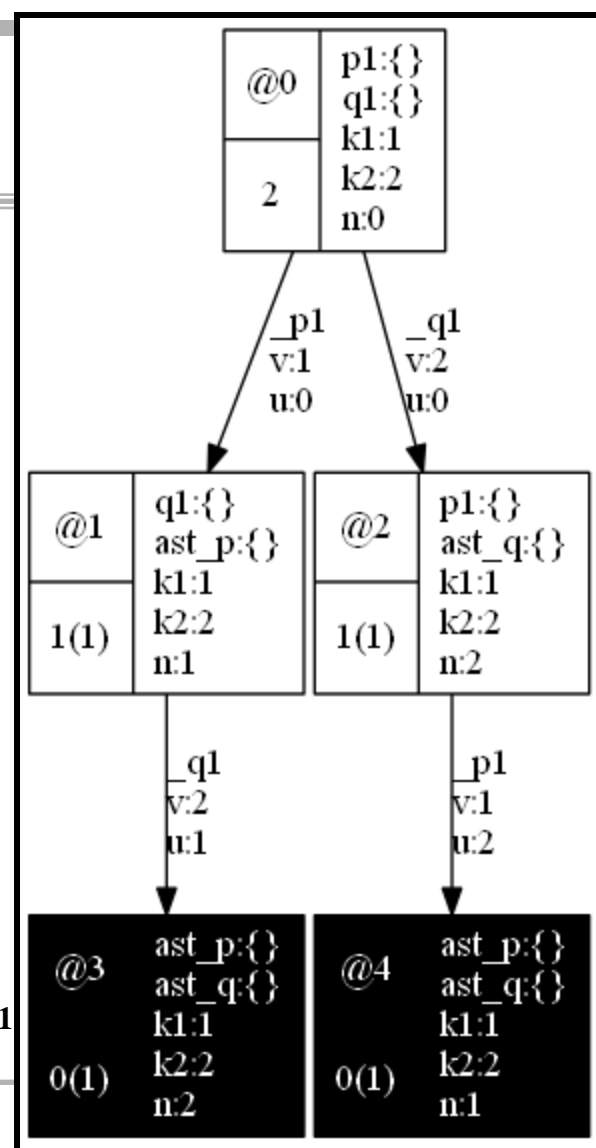 @0
2
p1:{}
q1:{}
k1:1
k2:2
n:0
_p1
v:1
u:0
_q1
v:2
u:0
@1
1(1)
q1:{}
ast_p:{}
k1:1
k2:2
n:1
@2
1(1)
p1:{}
ast_q:{}
k1:1
k2:2
n:2
_q1
v:2
u:1
_p1
v:1
u:2
@3
0(1)
ast_p:{}
ast_q:{}
k1:1
k2:2
n:2
@4
0(1)
ast_p:{}
ast_q:{}
k1:1
k2:2
n:1
1